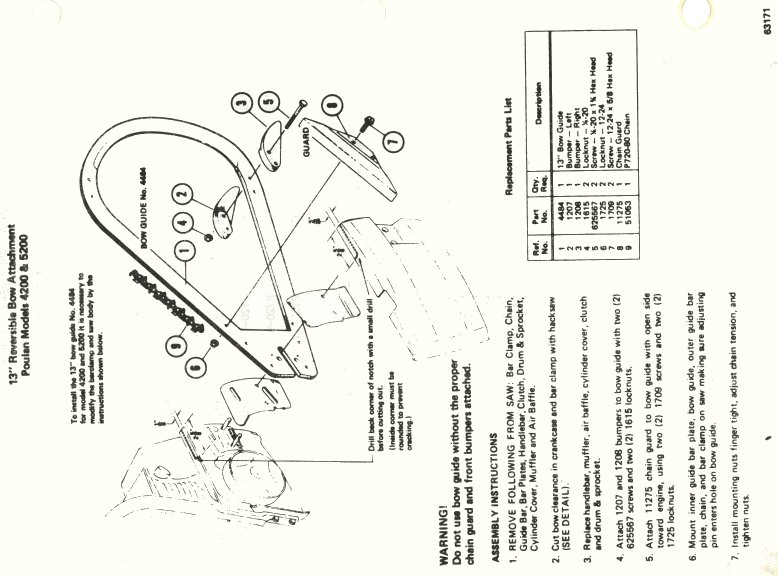 13" Reversible Bow Attachment
Poulan Models 4200 & 5200
To install the 13" bow guide No. 4484
for model 4200 and 5200 it is necessary to
modify the barclamp and saw body by the
instructions shown below.
BOW GUIDE No. 4484
GUARD
1
2
3
4
5
6
7
8
9
Drill back corner of notch with a small drill
before cutting out.
(Inside corner must be
rounded to prevent
cracking.)
WARNING!
Do not use bow guide without the proper
chain guard and front bumpers attached.
ASSEMBLY INSTRUCTIONS
1. REMOVE FOLLOWING FROM SAW: Bar Clamp, Chain,
Guide Bar, Bar Plates, Handlebar, Clutch, Drum & Sprocket,
Cylinder Cover, Muffler and Air Baffle.
2. Cut bow clearance in crankcase and bar clamp with hacksaw
(SEE DETAIL).
3. Replace handlebar, muffler, air baffle, cylinder cover, clutch
and drum & sprocket.
4. Attach 1207 and 1208 bumpers to bow guide with two (2)
625567 screws and two (2) 1615 locknuts.
5. Attach 11275 chain guard to bow guide with open side
toward engine, using two (2) 1709 screws and two (2)
1725 locknuts.
6. Mount inner guide bar plate, bow guide, outer guide bar
plate, chain, and bar clamp on saw making sure adjusting
pin enters hole on bow guide.
7. Install mounting nuts finger tight, adjust chain tension, and
tighten nuts.
Replacement Parts List
Ref. No. Part No. Qty. Req. Description
1 4484 1 13" Bow Guide
2 1207 1 Bumper – Left
3 1208 1 Bumper – Right
4 1615 2 Locknut – ¼-20
5 625567 2 Screw – ¼-20 x 1¾ Hex Head
6 1725 2 Locknut – 12-24
7 1709 2 Screw – 12-24 x 5/8 Hex Head
8 11275 1 Chain Guard
9 51053 1 P720-80 Chain
63171